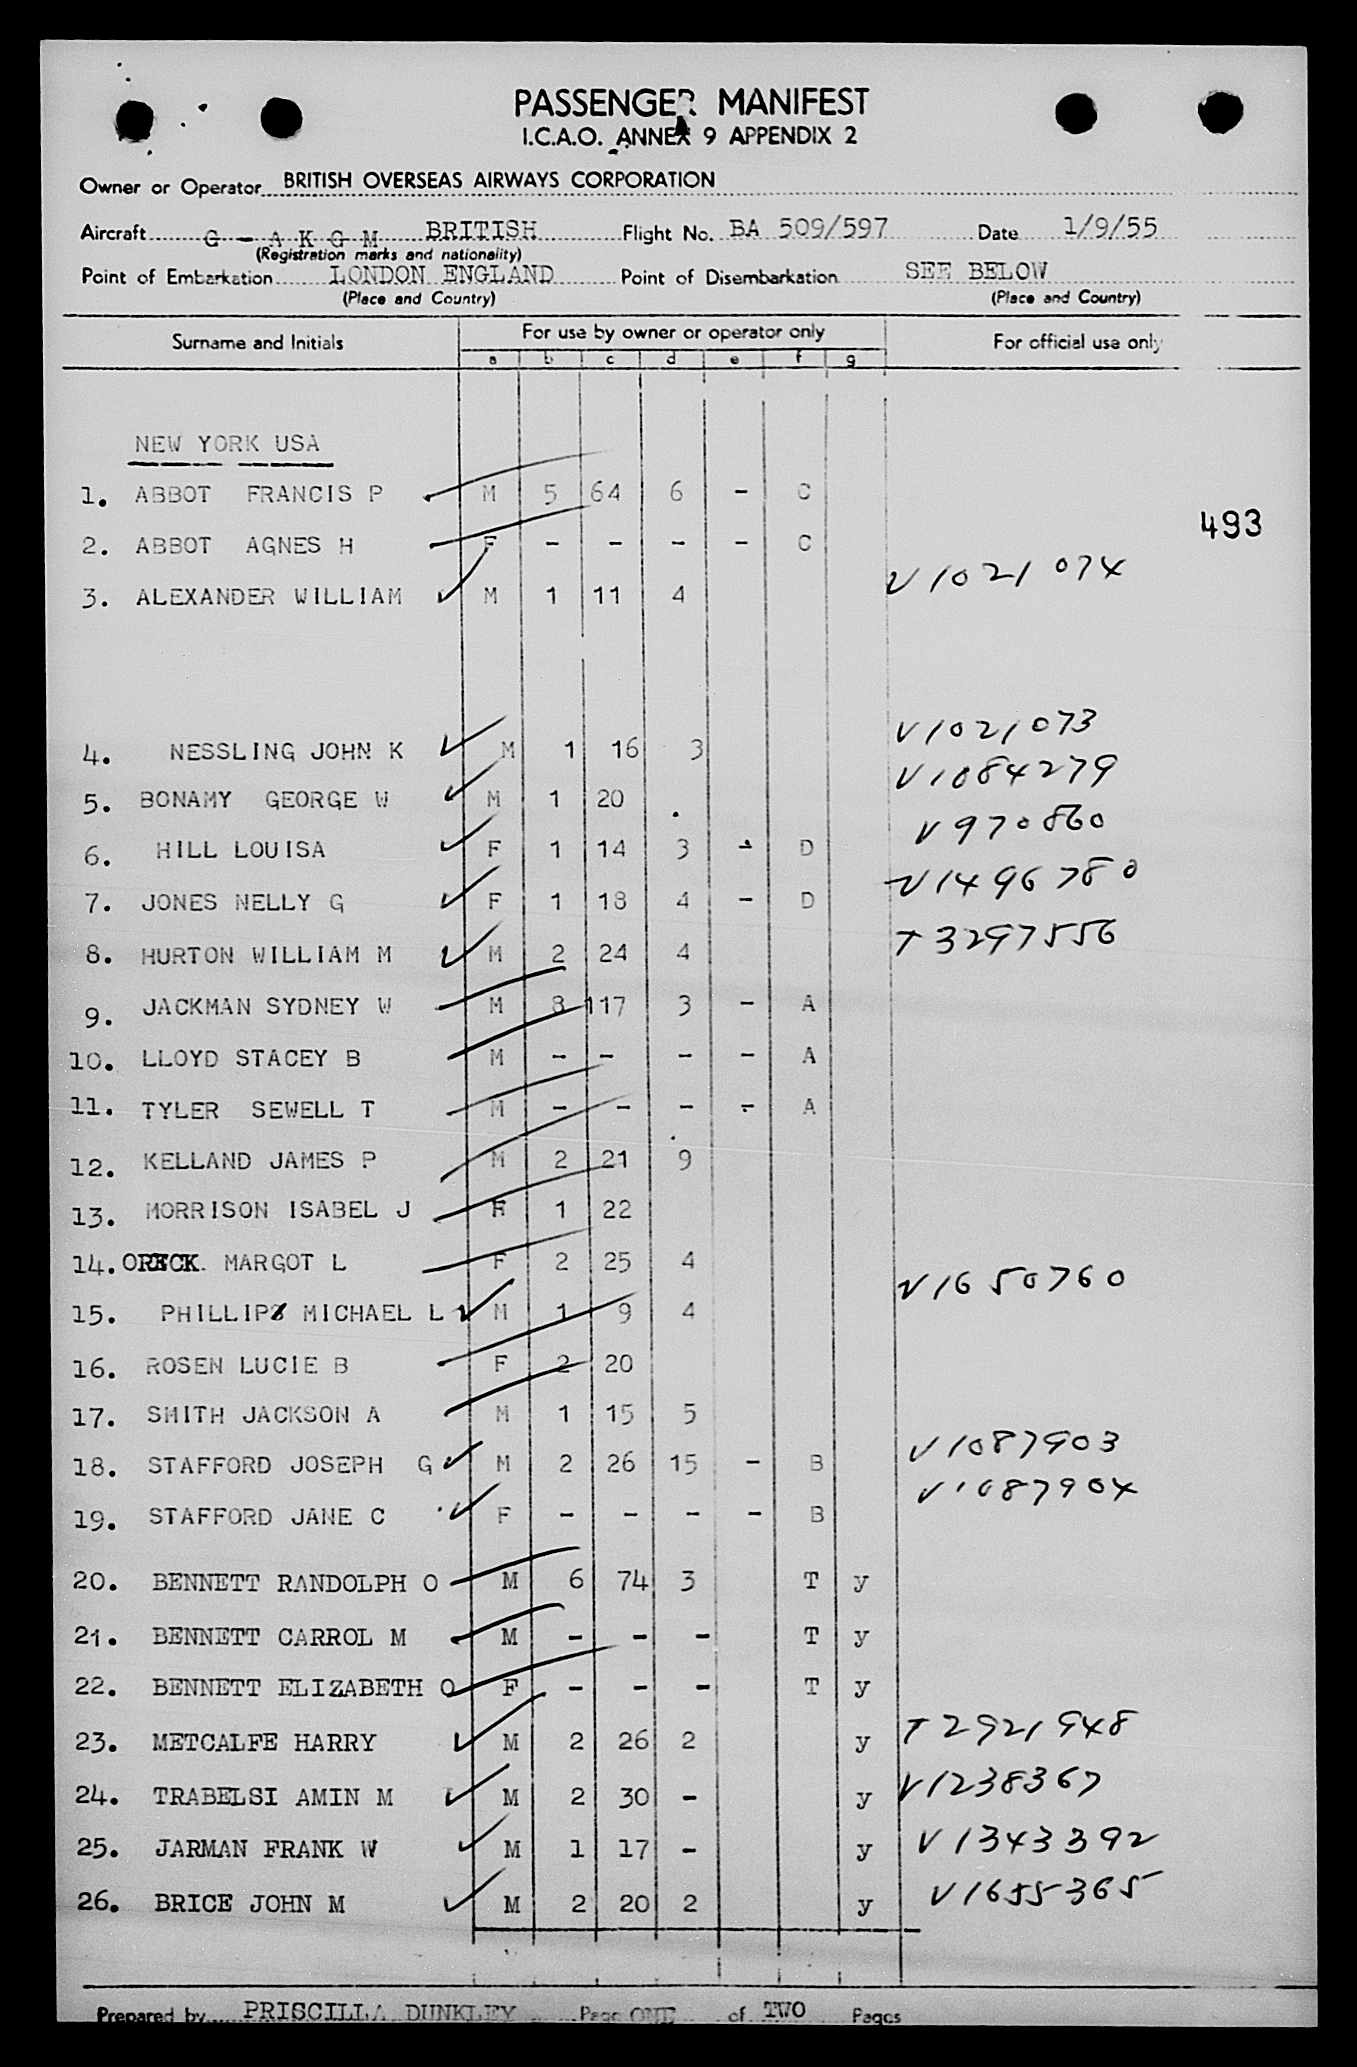 PASSENGER MANIFEST
I.C.A.O. ANNEX 9 APPENDIX 2
Owner or Operator BRITISH OVERSEAS AIRWAYS CORPORATION
Aircraft G - A K G M BRITISH Flight No. BA 509/597 Date 1/9/55
(Registration marks and nationality)
Point of Embarkation LONDON ENGLAND Point of Disembarkation SEE BELOW
(Place and Country) (Place and Country)
Surname and Initials For use by owner or operator only For official use only
a b c d e f g
NEW YORK USA
1. ABBOT FRANCIS P M 5 64 6 - C
493
2. ABBOT AGNES H F - - - - C
3. ALEXANDER WILLIAM M 1 11 4 V1021074
4. NESSLING JOHN K M 1 16 3 V1021073
5. BONAMY GEORGE W M 1 20 V1084279
6. HILL LOUISA F 1 14 3 - D V970860
7. JONES NELLY G F 1 18 4 - D V1496780
8. HURTON WILLIAM M M 2 24 4 T3297556
9. JACKMAN SYDNEY W M 8 117 3 - A
10. LLOYD STACEY B M - - - - A
11. TYLER SEWELL T M - - - - A
12. KELLAND JAMES P M 2 21 9
13. MORRISON ISABEL J F 1 22
14. MARGOT L F 2 25 4
15. PHILLIPS MICHAEL L M 1 9 4 V1650760
16. ROSEN LUCIE B F 2 20
17. SMITH JACKSON A M 1 15 5
18. STAFFORD JOSEPH G M 2 26 15 - B V1087903
19. STAFFORD JANE C F - - - - B V1087904
20. BENNETT RANDOLPH O M 6 74 3 T y
21. BENNETT CARROL M M - - - T y
22. BENNETT ELIZABETH O F - - - T y
23. METCALFE HARRY M 2 26 2 y T2921948
24. TRABELSI AMIN M M 2 30 - y V1238367
25. JARMAN FRANK W M 1 17 - y V1343392
26. BRICE JOHN M M 2 20 2 y V1655365
Prepared by PRISCILLA DUNKLEY Page ONE of TWO Pages